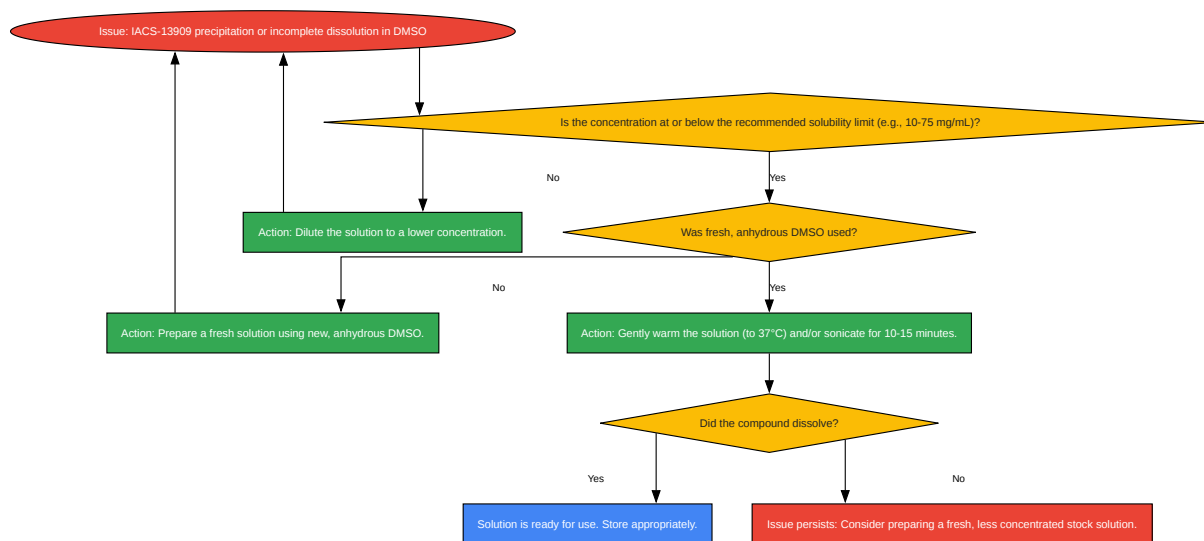 Issue: IACS-13909 precipitation or incomplete dissolution in DMSO
Is the concentration at or below the recommended solubility limit (e.g., 10-75 mg/mL)?
No
Yes
Action: Dilute the solution to a lower concentration.
Was fresh, anhydrous DMSO used?
No
Yes
Action: Prepare a fresh solution using new, anhydrous DMSO.
Action: Gently warm the solution (to 37°C) and/or sonicate for 10-15 minutes.
Did the compound dissolve?
Yes
No
Solution is ready for use. Store appropriately.
Issue persists: Consider preparing a fresh, less concentrated stock solution.